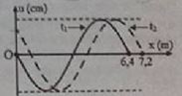 u (cm)
t₁
t₂
x (m)
O
6,4
7,2